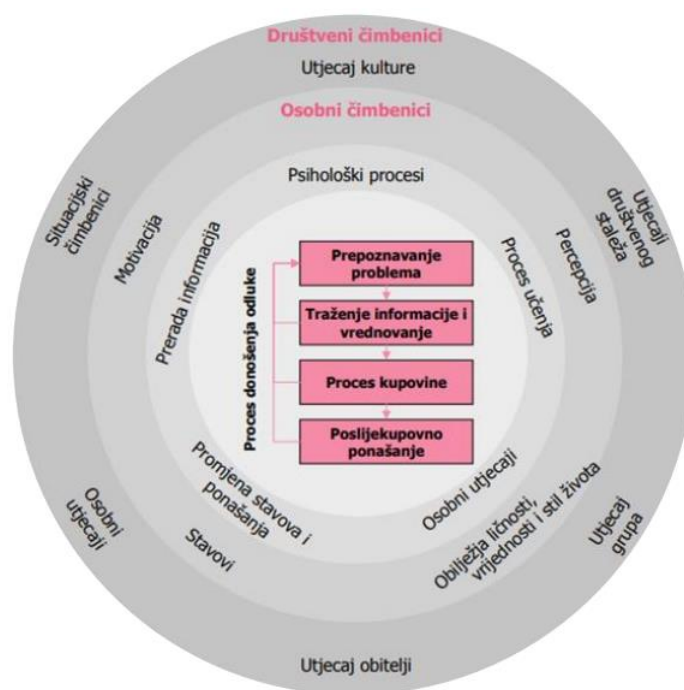 Društveni čimbenici
Utjecaj kulture
Osobni čimbenici
Psihološki procesi
Situacijski
čimbenici
Motivacija
Prerada informacija
Proces učenja
Percepcija
Utjecaji
društvenog
staleža
Proces donošenja odluke
Prepoznavanje
problema
Traženje informacije i
vrednovanje
Proces kupovine
Poslijekupovno
ponašanje
Osobni
utjecaji
Stavovi
Promjena stavova i
ponašanja
Osobni utjecaji
Obilježja ličnosti,
vrijednosti i stil života
Utjecaj
grupa
Utjecaj obitelji